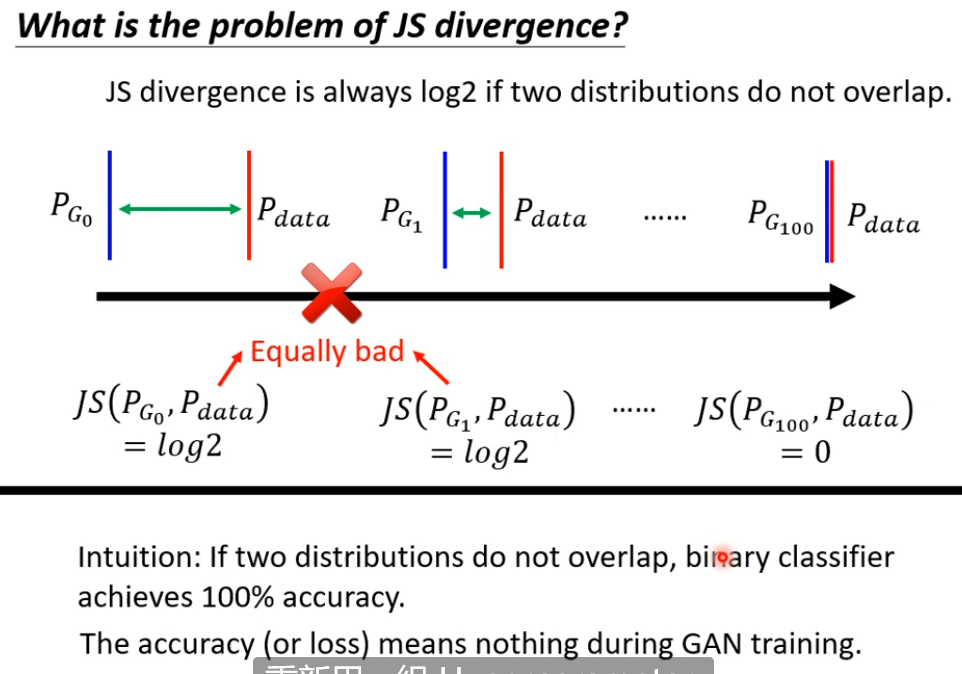 What is the problem of JS divergence?
JS divergence is always log2 if two distributions do not overlap.
P_{G_0} P_{data} P_{G_1} P_{data} ...... P_{G_{100}} P_{data}
Equally bad
JS(P_{G_0}, P_{data}) JS(P_{G_1}, P_{data}) ...... JS(P_{G_{100}}, P_{data})
= log2 = log2 = 0
Intuition: If two distributions do not overlap, binary classifier
achieves 100% accuracy.
The accuracy (or loss) means nothing during GAN training.